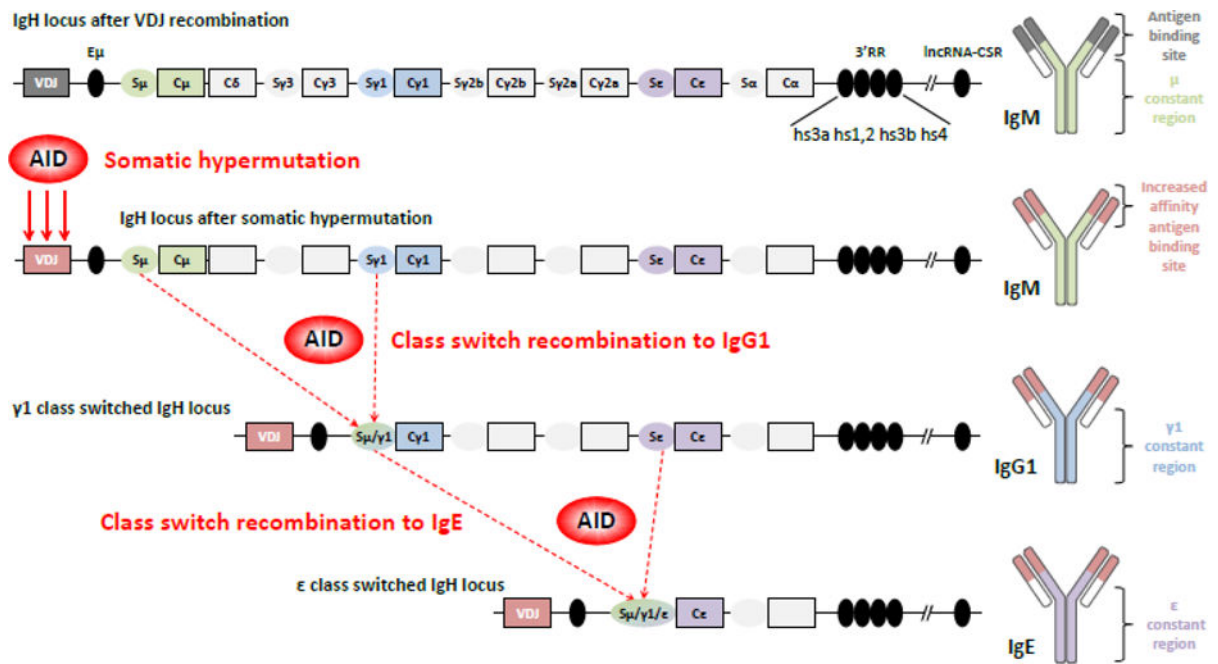 IgH locus after VDJ recombination
Eμ
3'RR
lncRNA-CSR
VDJ
Sμ
Cμ
Cδ
Sγ3
Cγ3
Sγ1
Cγ1
Sγ2b
Cγ2b
Sγ2a
Cγ2a
Sε
Cε
Sα
Cα
hs3a hs1,2 hs3b hs4
IgM
Antigen
binding
site
μ
constant
region
AID
Somatic hypermutation
IgH locus after somatic hypermutation
VDJ
Sμ
Cμ
Sγ1
Cγ1
Sε
Cε
IgM
Increased
affinity
antigen
binding
site
AID
Class switch recombination to IgG1
γ1 class switched IgH locus
VDJ
Sμ/γ1
Cγ1
Sε
Cε
IgG1
γ1
constant
region
Class switch recombination to IgE
AID
ε class switched IgH locus
VDJ
Sμ/γ1/ε
Cε
IgE
ε
constant
region